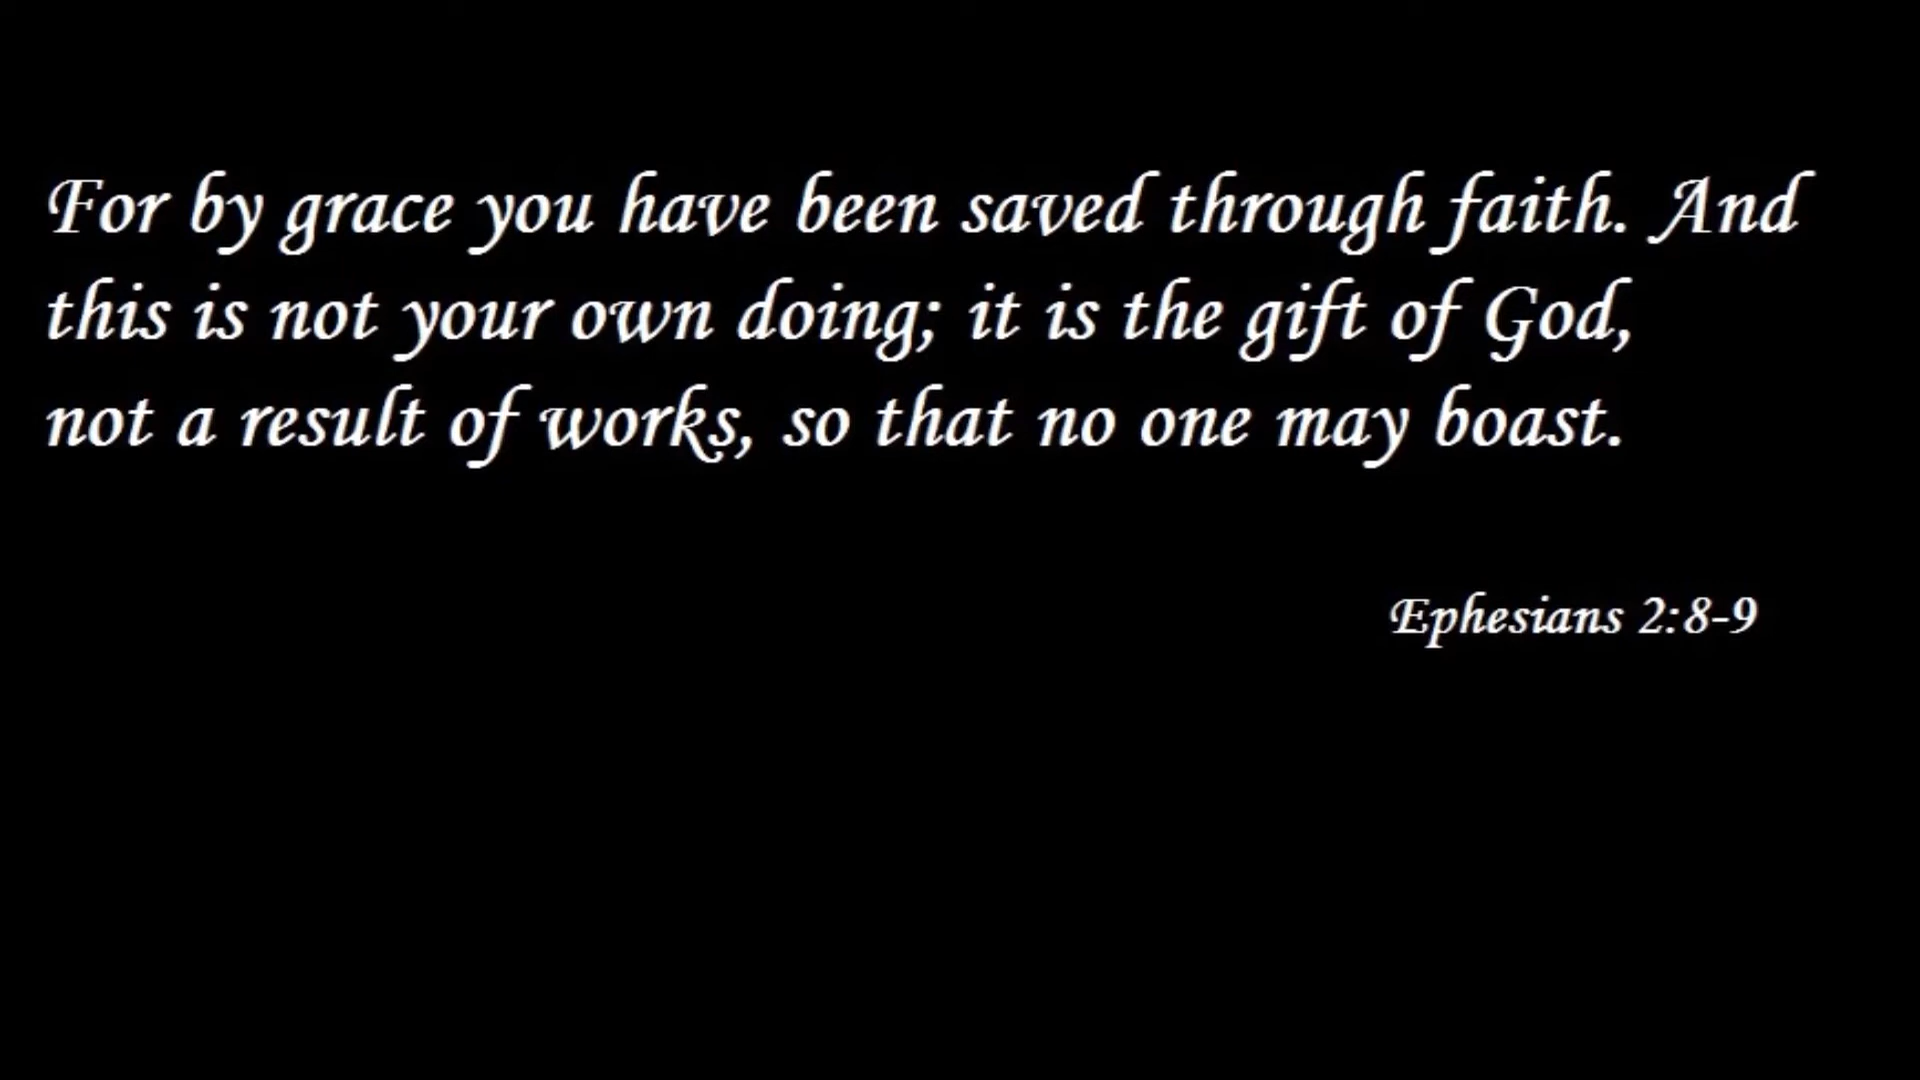 For by grace you have been saved through faith. And
this is not your own doing; it is the gift of God,
not a result of works, so that no one may boast.
Ephesians 2:8-9